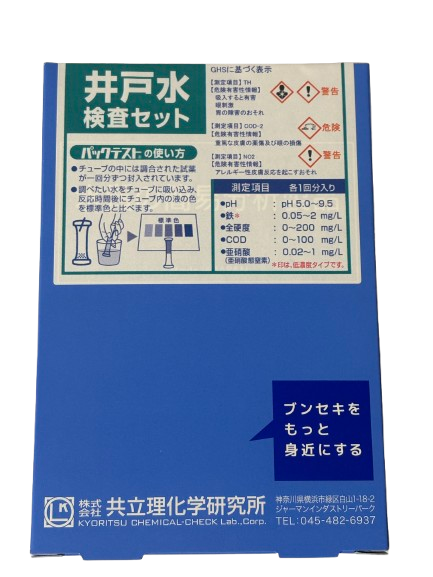 井戸水
検査セット
GHSに基づく表示
【測定項目】TH
【危険有害性情報】
吸入すると有害
眼刺激
胃の障害のおそれ
警告
【測定項目】COD-2
【危険有害性情報】
重篤な皮膚の薬傷及び眼の損傷
危険
【測定項目】NO2
【危険有害性情報】
アレルギー性皮膚反応を起こすおそれ
警告
パックテストの使い方
●チューブの中には調合された試薬
が一回分ずつ封入されています。
●調べたい水をチューブに吸い込み、
反応時間後にチューブ内の液の色
を標準色と比べます。
標準色
測定項目 各1回分入り
●pH : pH 5.0〜9.5
●鉄* : 0.05〜2 mg/L
●全硬度 : 0〜200 mg/L
●COD : 0〜100 mg/L
●亜硝酸 : 0.02〜1 mg/L
(亜硝酸態窒素)
*印は、低濃度タイプです。
ブンセキを
もっと
身近にする
株式会社 共立理化学研究所
KYORITSU CHEMICAL-CHECK Lab.,Corp.
神奈川県横浜市緑区白山1-18-2
ジャーマンインダストリーパーク
TEL:045-482-6937